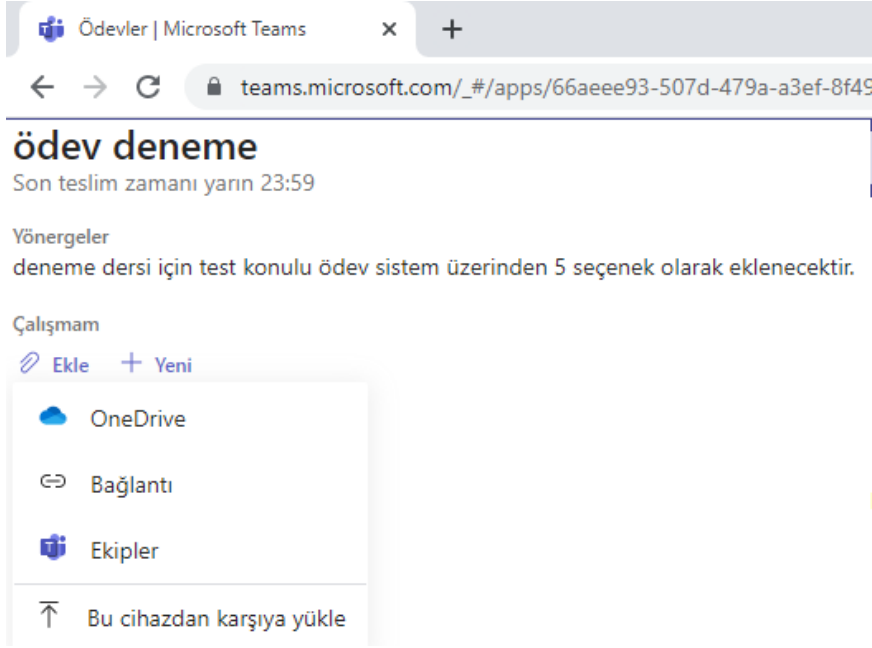 Ödevler | Microsoft Teams
teams.microsoft.com/_#/apps/66aeee93-507d-479a-a3ef-8f49
ödev deneme
Son teslim zamanı yarın 23:59
Yönergeler
deneme dersi için test konulu ödev sistem üzerinden 5 seçenek olarak eklenecektir.
Çalışmam
Ekle Yeni
OneDrive
Bağlantı
Ekipler
Bu cihazdan karşıya yükle